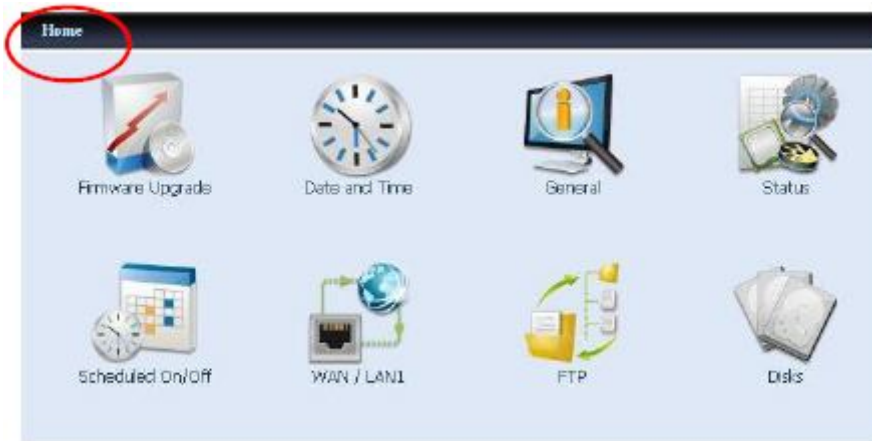 Home
Firmware Upgrade
Date and Time
General
Status
Scheduled On/Off
WAN / LAN1
FTP
Disks